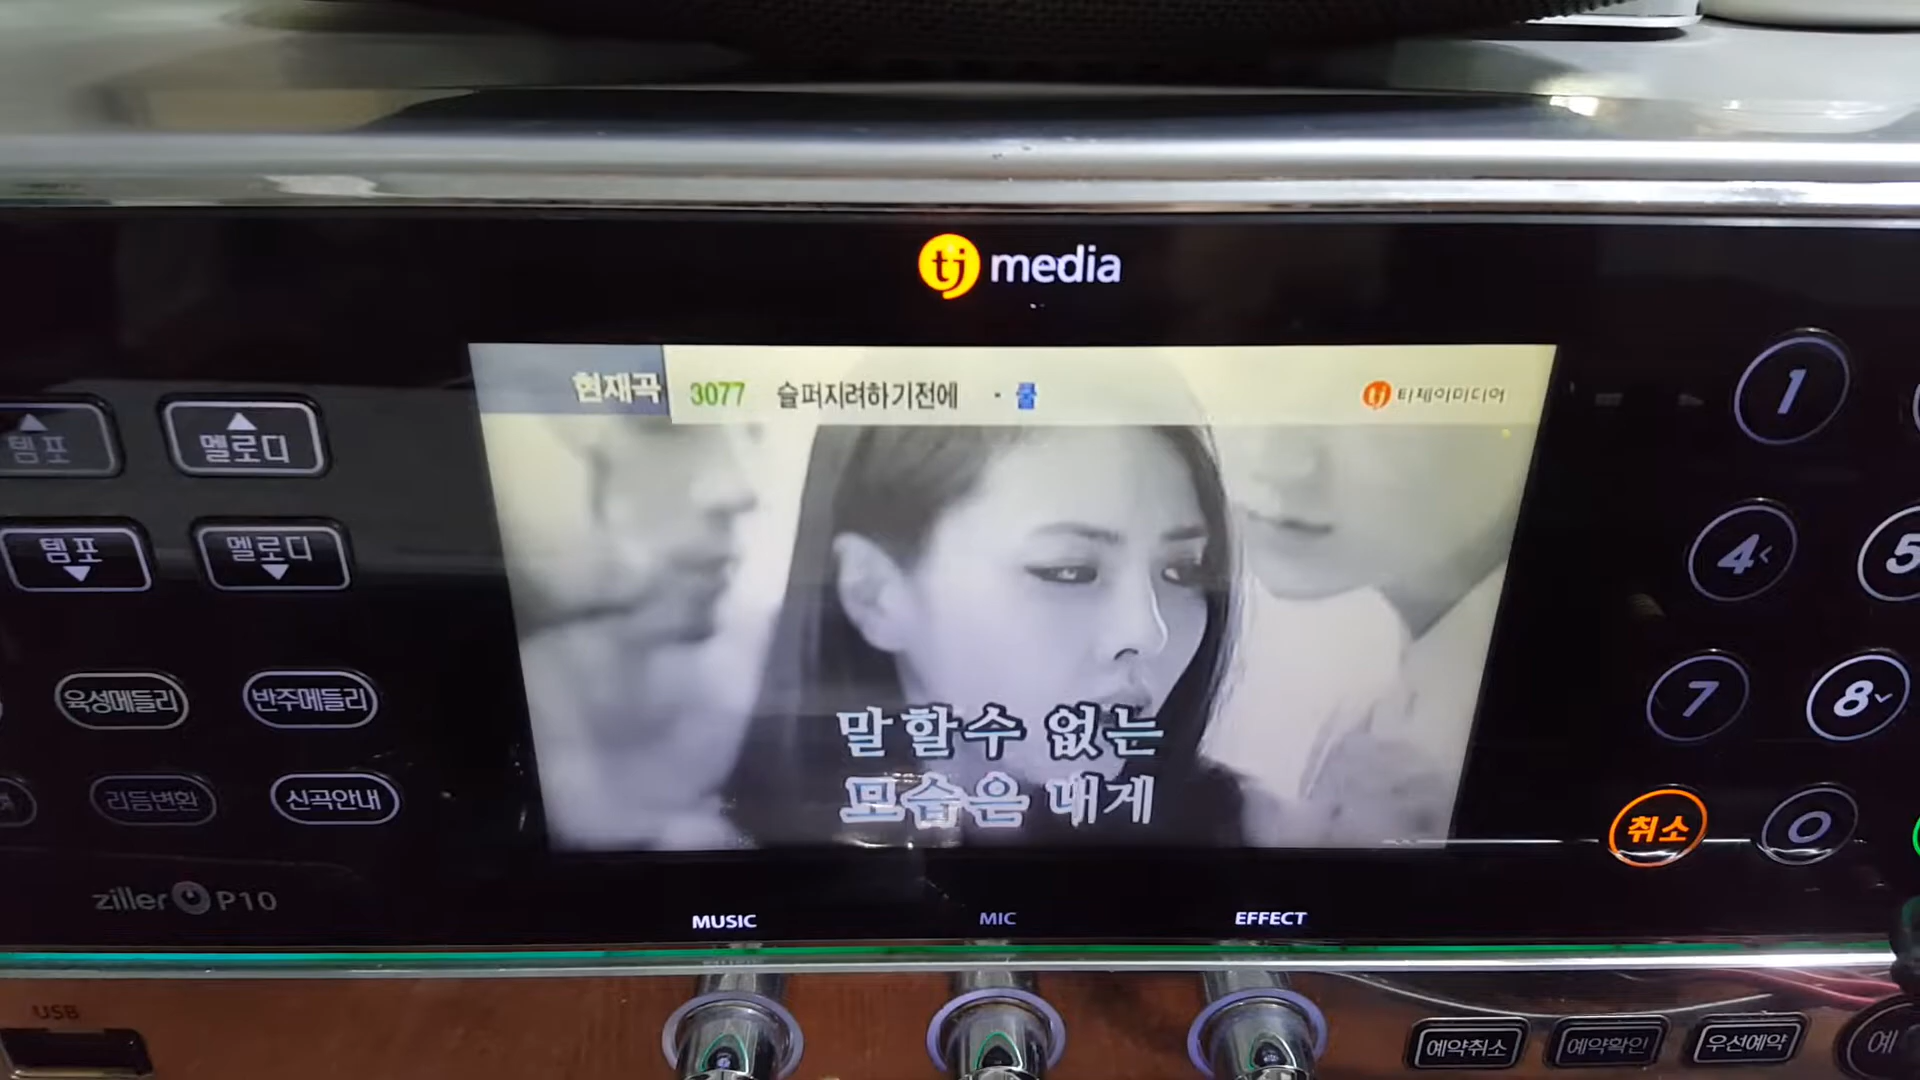 tj media
현재곡 3077 슬퍼지려하기전에 · 쿨 tj 티제이미디어
1
템포
멜로디
4
5
템포
멜로디
말할수 없는
모습은 내게
7
8
육성메들리
반주메들리
리듬변환
신곡안내
취소
0
ziller P10
MUSIC
MIC
EFFECT
USB
예약취소
예약확인
우선예약
예